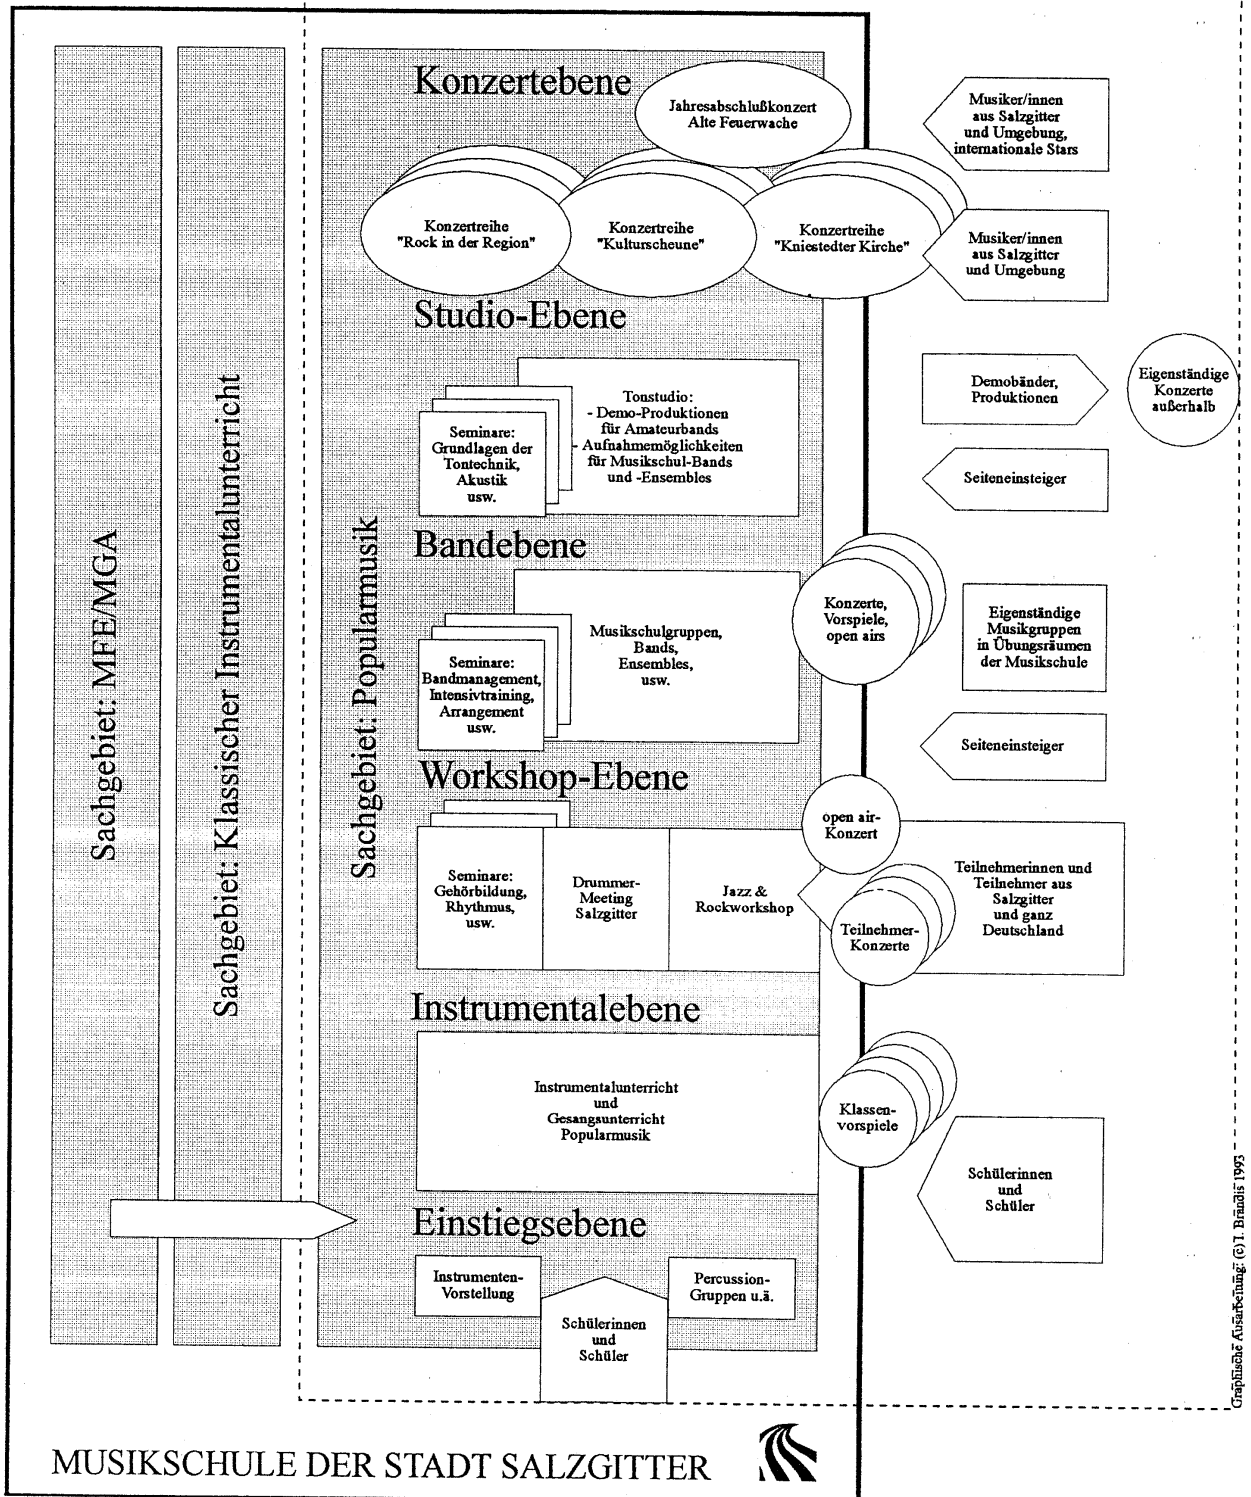 Konzertebene
Jahresabschlußkonzert
Alte Feuerwache
Musiker/innen
aus Salzgitter
und Umgebung,
internationale Stars
Konzertreihe
"Rock in der Region"
Konzertreihe
"Kulturscheune"
Konzertreihe
"Kniestedter Kirche"
Musiker/innen
aus Salzgitter
und Umgebung
Studio-Ebene
Seminare:
Grundlagen der
Tontechnik,
Akustik
usw.
Tonstudio:
- Demo-Produktionen
für Amateurbands
- Aufnahmemöglichkeiten
für Musikschul-Bands
und -Ensembles
Demobänder,
Produktionen
Eigenständige
Konzerte
außerhalb
Seiteneinsteiger
Bandebene
Seminare:
Bandmanagement,
Intensivtraining,
Arrangement
usw.
Musikschulgruppen,
Bands,
Ensembles,
usw.
Konzerte,
Vorspiele,
open airs
Eigenständige
Musikgruppen
in Übungsräumen
der Musikschule
Seiteneinsteiger
Workshop-Ebene
Seminare:
Gehörbildung,
Rhythmus,
usw.
Drummer-
Meeting
Salzgitter
Jazz &
Rockworkshop
open air-
Konzert
Teilnehmer-
Konzerte
Teilnehmerinnen und
Teilnehmer aus
Salzgitter
und ganz
Deutschland
Instrumentalebene
Instrumentalunterricht
und
Gesangsunterricht
Popularmusik
Klassen-
vorspiele
Schülerinnen
und
Schüler
Einstiegsebene
Instrumenten-
Vorstellung
Schülerinnen
und
Schüler
Percussion-
Gruppen u.ä.
Sachgebiet: MFE/MGA
Sachgebiet: Klassischer Instrumentalunterricht
Sachgebiet: Popularmusik
MUSIKSCHULE DER STADT SALZGITTER
Graphische Ausarbeitung: (c) I. Brandis 1993